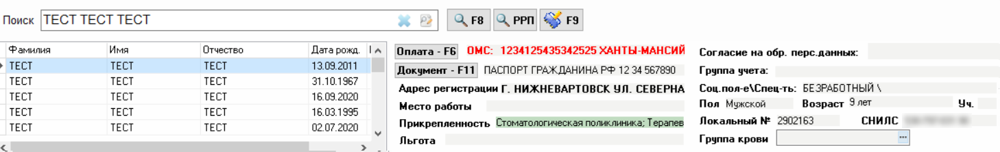 Поиск ТЕСТ ТЕСТ ТЕСТ F8 РРП F9
Фамилия Имя Отчество Дата рожд.
ТЕСТ ТЕСТ ТЕСТ 13.09.2011
ТЕСТ ТЕСТ ТЕСТ 31.10.1967
ТЕСТ ТЕСТ ТЕСТ 16.09.2020
ТЕСТ ТЕСТ ТЕСТ 16.03.1995
ТЕСТ ТЕСТ ТЕСТ 02.07.2020
Оплата - F6 ОМС: 1234125435342525 ХАНТЫ-МАНСИЙ
Документ - F11 ПАСПОРТ ГРАЖДАНИНА РФ 12 34 567890
Адрес регистрации Г. НИЖНЕВАРТОВСК УЛ. СЕВЕРНА
Место работы
Прикрепленность Стоматологическая поликлиника; Терапев
Льгота
Согласие на обр. перс.данных:
Группа учета:
Соц.пол-е\Спец-ть: БЕЗРАБОТНЫЙ \
Пол Мужской Возраст 9 лет Уч.
Локальный № 2902163 СНИЛС
Группа крови ...